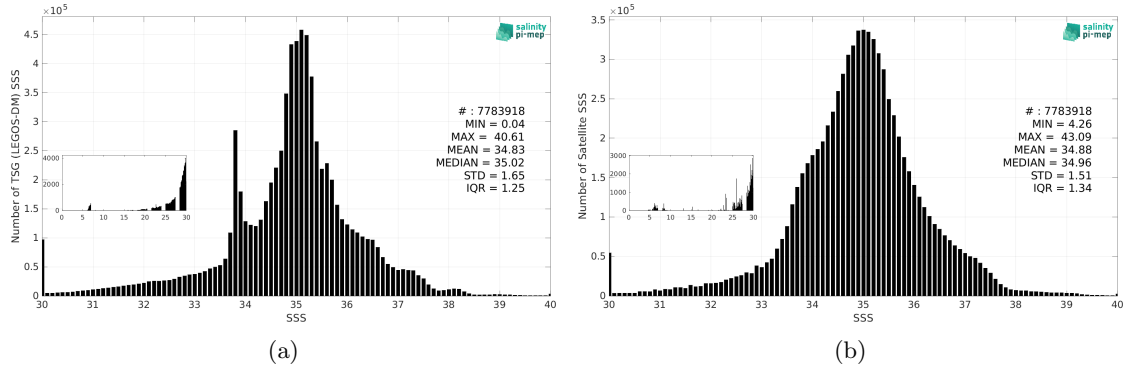 ×10⁵
4.5
4
3.5
3
2.5
2
1.5
1
0.5
0
Number of TSG (LEGOS-DM) SSS
30 31 32 33 34 35 36 37 38 39 40
SSS
4000
2000
0
0 5 10 15 20 25 30
salinity
pi-mep
# : 7783918
MIN = 0.04
MAX = 40.61
MEAN = 34.83
MEDIAN = 35.02
STD = 1.65
IQR = 1.25
(a)
×10⁵
3.5
3
2.5
2
1.5
1
0.5
0
Number of Satellite SSS
30 31 32 33 34 35 36 37 38 39 40
SSS
3000
2000
1000
0
0 5 10 15 20 25 30
salinity
pi-mep
# : 7783918
MIN = 4.26
MAX = 43.09
MEAN = 34.88
MEDIAN = 34.96
STD = 1.51
IQR = 1.34
(b)